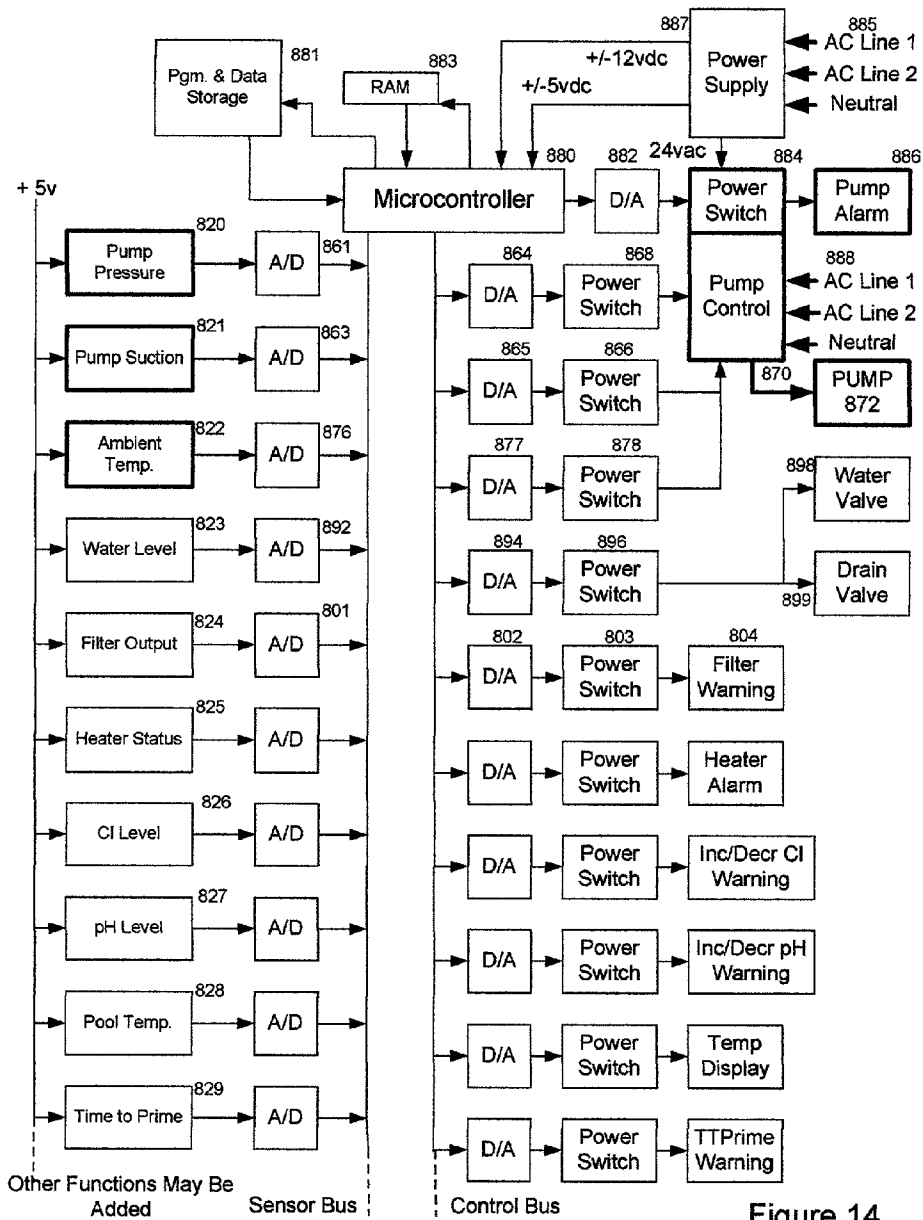 887
885
881
AC Line 1
+/-12vdc
Power
Supply
Pgm. & Data
Storage
883
AC Line 2
RAM
+/-5vdc
Neutral
880
882
24vac
884
886
+ 5v
Microcontroller
D/A
Power
Switch
Pump
Alarm
820
Pump
Pressure
861
A/D
864
868
888
D/A
Power
Switch
Pump
Control
AC Line 1
AC Line 2
Neutral
821
Pump Suction
863
A/D
865
866
870
D/A
Power
Switch
PUMP
872
822
Ambient
Temp.
876
A/D
877
878
898
D/A
Power
Switch
Water
Valve
823
Water Level
892
A/D
894
896
D/A
Power
Switch
Drain
Valve
899
824
Filter Output
801
A/D
802
803
804
D/A
Power
Switch
Filter
Warning
825
Heater Status
A/D
D/A
Power
Switch
Heater
Alarm
826
Cl Level
A/D
D/A
Power
Switch
Inc/Decr Cl
Warning
827
pH Level
A/D
D/A
Power
Switch
Inc/Decr pH
Warning
828
Pool Temp.
A/D
D/A
Power
Switch
Temp
Display
829
Time to Prime
A/D
D/A
Power
Switch
TTPrime
Warning
Other Functions May Be
Added
Sensor Bus
Control Bus
Figure 14